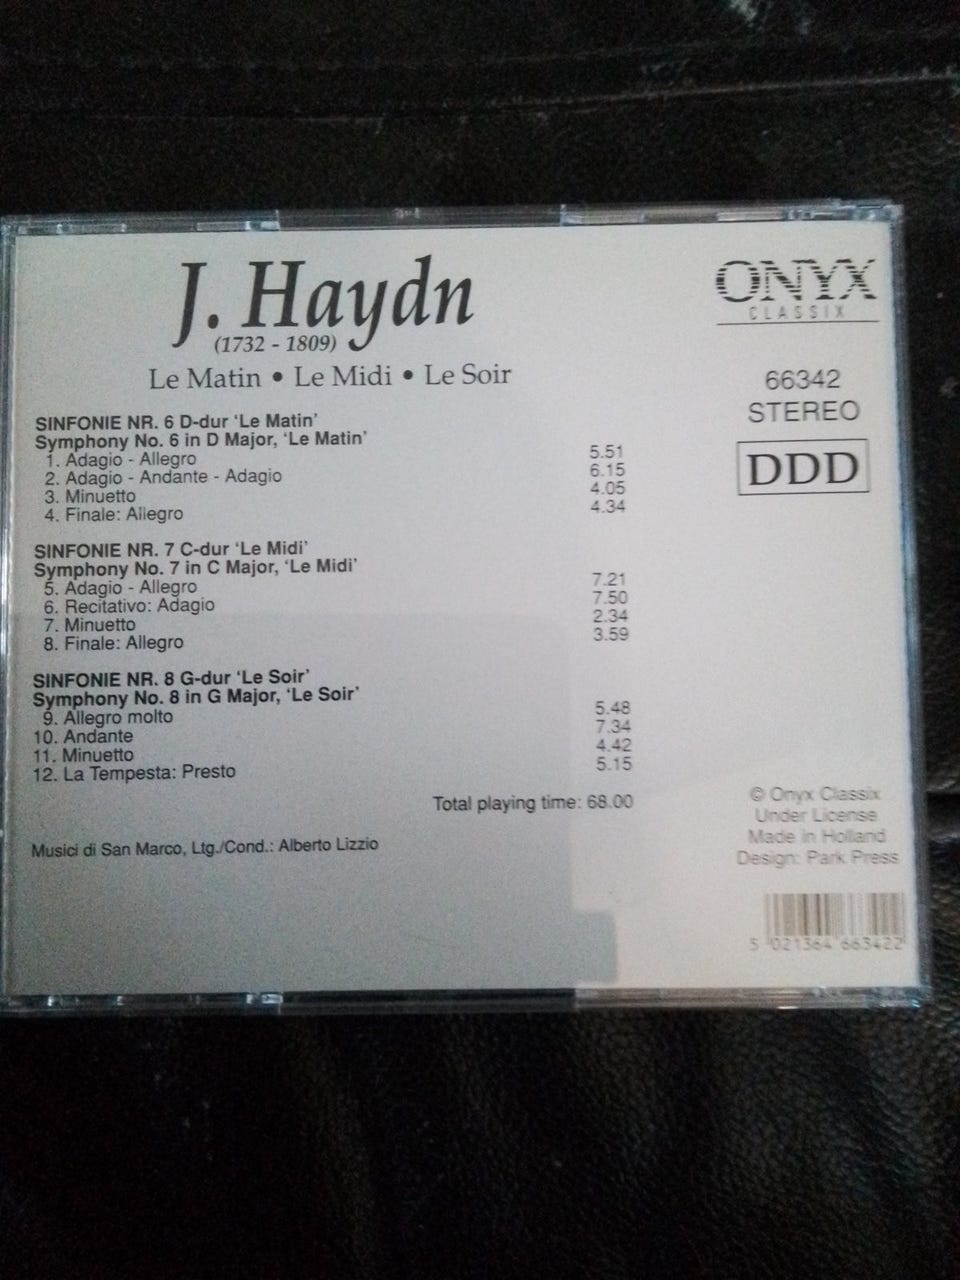 J. Haydn
(1732 - 1809)
Le Matin • Le Midi • Le Soir
ONYX
CLASSIX
66342
STEREO
DDD
SINFONIE NR. 6 D-dur ‘Le Matin’
Symphony No. 6 in D Major, ‘Le Matin’
1. Adagio - Allegro 5.51
2. Adagio - Andante - Adagio 6.15
3. Minuetto 4.05
4. Finale: Allegro 4.34
SINFONIE NR. 7 C-dur ‘Le Midi’
Symphony No. 7 in C Major, ‘Le Midi’
5. Adagio - Allegro 7.21
6. Recitativo: Adagio 7.50
7. Minuetto 2.34
8. Finale: Allegro 3.59
SINFONIE NR. 8 G-dur ‘Le Soir’
Symphony No. 8 in G Major, ‘Le Soir’
9. Allegro molto 5.48
10. Andante 7.34
11. Minuetto 4.42
12. La Tempesta: Presto 5.15
Total playing time: 68.00
Musici di San Marco, Ltg./Cond.: Alberto Lizzio
© Onyx Classix
Under License
Made in Holland
Design: Park Press
5 021364 663422